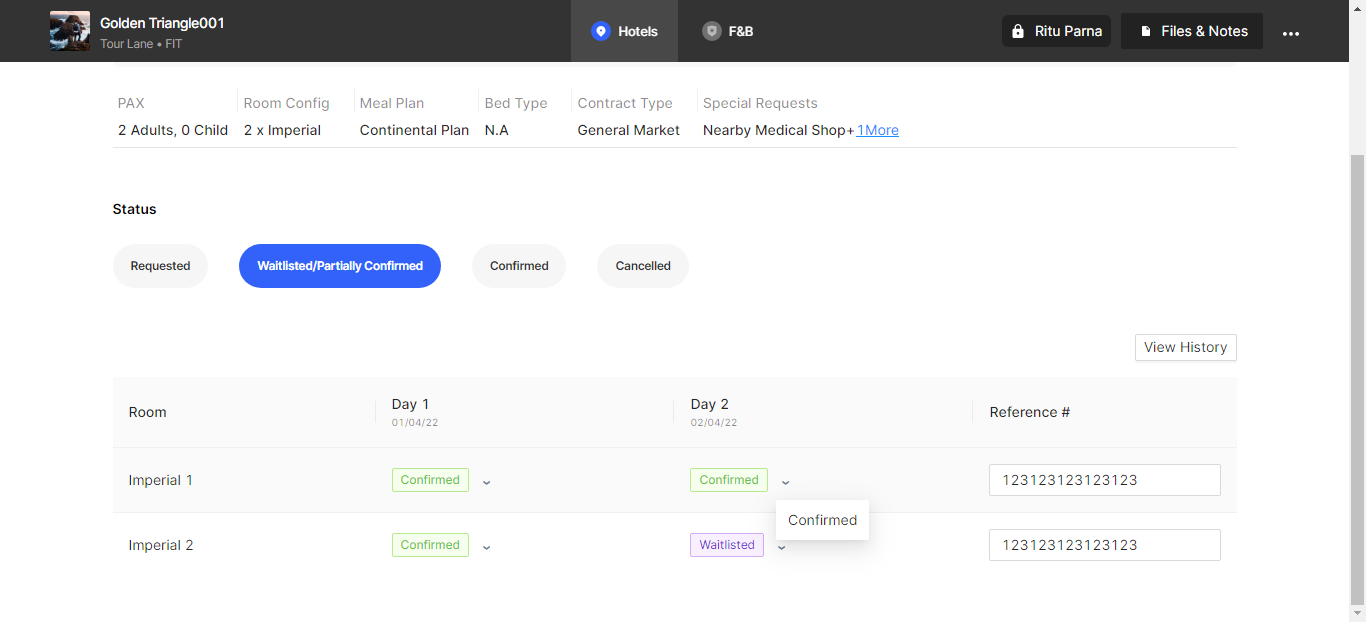 Golden Triangle001
Tour Lane • FIT
Hotels
F&B
Ritu Parna
Files & Notes
PAX
Room Config
Meal Plan
Bed Type
Contract Type
Special Requests
2 Adults, 0 Child
2 x Imperial
Continental Plan
N.A
General Market
Nearby Medical Shop+ 1More
Status
Requested
Waitlisted/Partially Confirmed
Confirmed
Cancelled
View History
Room
Day 1
01/04/22
Day 2
02/04/22
Reference #
Imperial 1
Confirmed
Confirmed
123123123123123
Confirmed
Imperial 2
Confirmed
Waitlisted
123123123123123